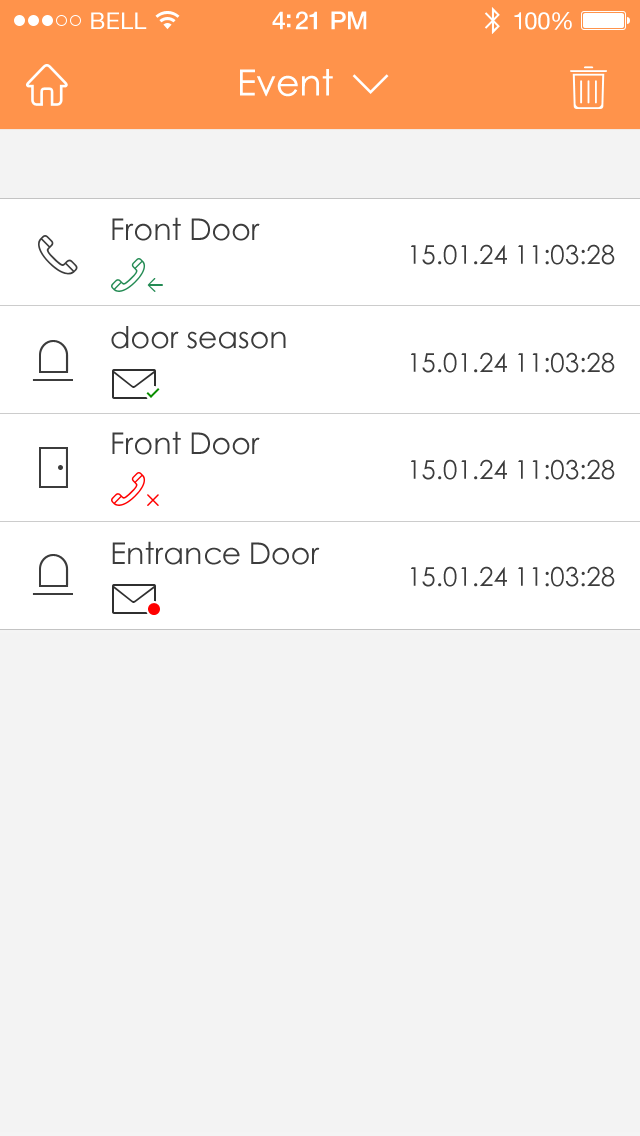 BELL 4:21 PM 100%
Event
Front Door
15.01.24 11:03:28
door season
15.01.24 11:03:28
Front Door
15.01.24 11:03:28
Entrance Door
15.01.24 11:03:28